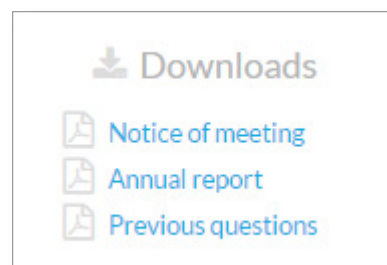 Downloads
Notice of meeting
Annual report
Previous questions